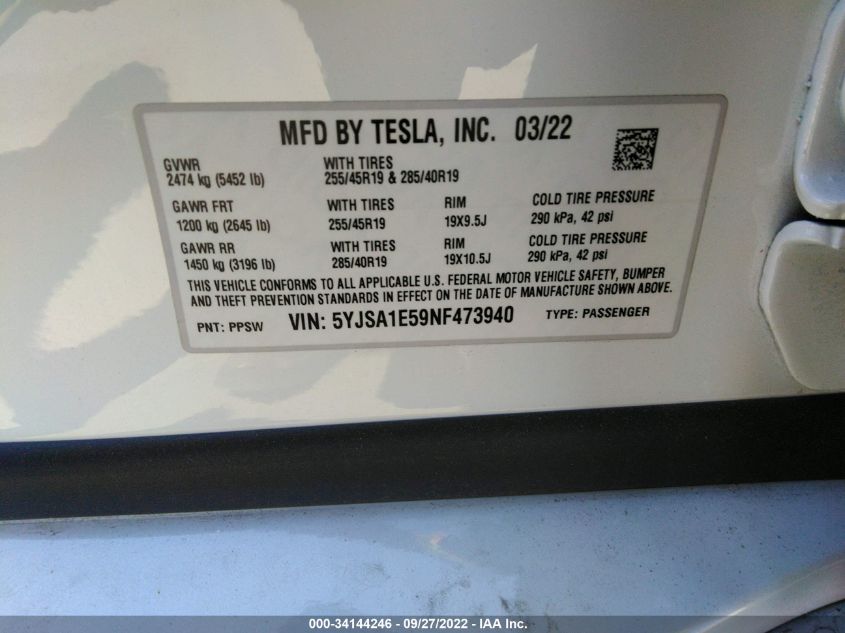 MFD BY TESLA, INC. 03/22
GVWR
2474 kg (5452 lb)
WITH TIRES
255/45R19 & 285/40R19
GAWR FRT
1200 kg (2645 lb)
WITH TIRES
255/45R19
RIM
19X9.5J
COLD TIRE PRESSURE
290 kPa, 42 psi
GAWR RR
1450 kg (3196 lb)
WITH TIRES
285/40R19
RIM
19X10.5J
COLD TIRE PRESSURE
290 kPa, 42 psi
THIS VEHICLE CONFORMS TO ALL APPLICABLE U.S. FEDERAL MOTOR VEHICLE SAFETY, BUMPER
AND THEFT PREVENTION STANDARDS IN EFFECT ON THE DATE OF MANUFACTURE SHOWN ABOVE.
PNT: PPSW VIN: 5YJSA1E59NF473940 TYPE: PASSENGER
000-34144246 - 09/27/2022 - IAA Inc.